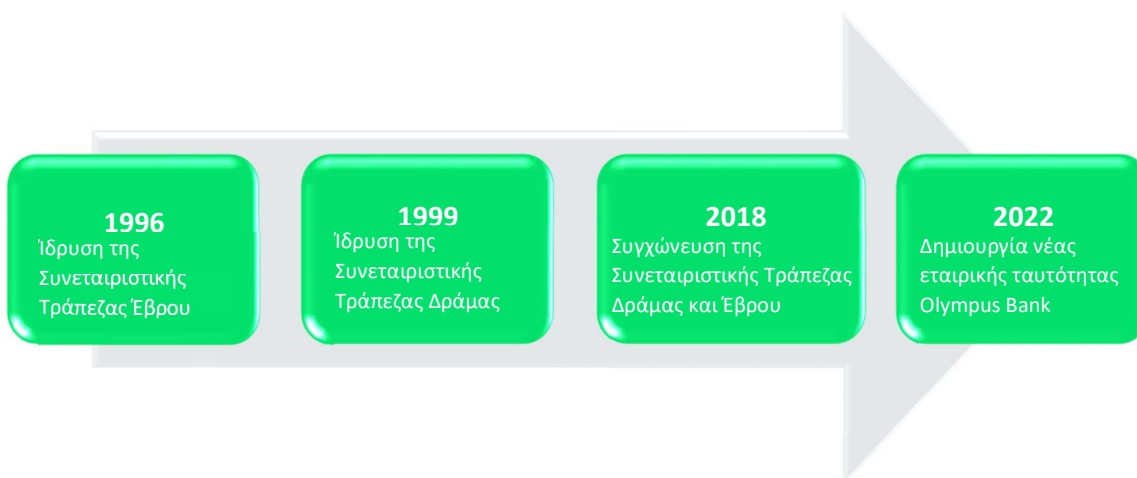 1996
Ίδρυση της
Συνεταιριστικής
Τράπεζας Έβρου
1999
Ίδρυση της
Συνεταιριστικής
Τράπεζας Δράμας
2018
Συγχώνευση της
Συνεταιριστικής Τράπεζας
Δράμας και Έβρου
2022
Δημιουργία νέας
εταιρικής ταυτότητας
Olympus Bank